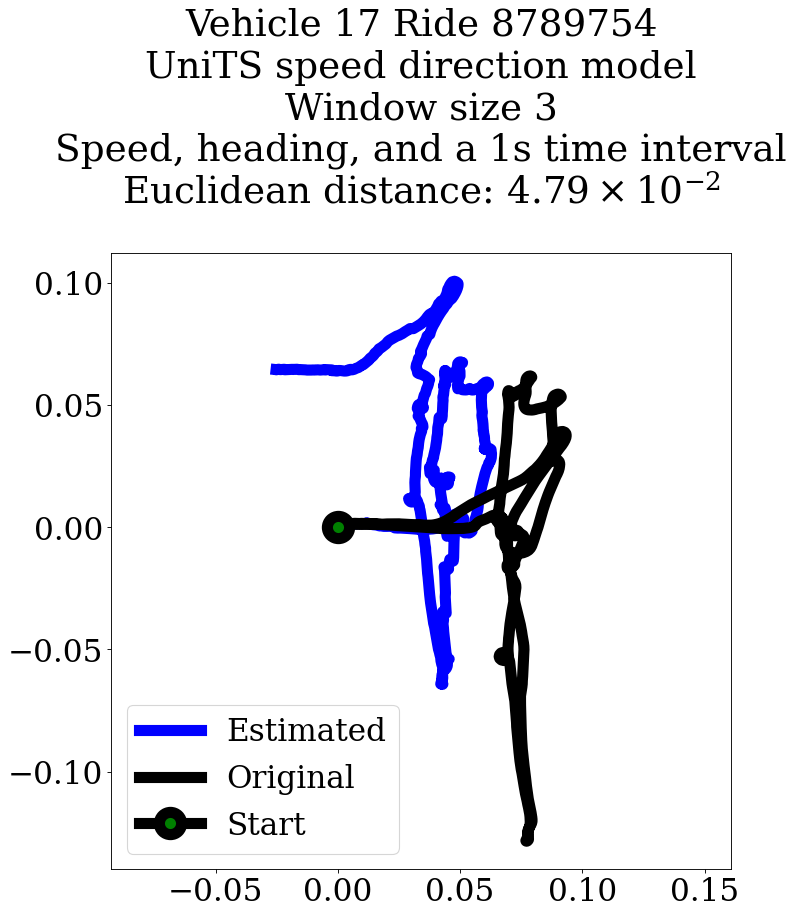 Vehicle 17 Ride 8789754
UniTS speed direction model
Window size 3
Speed, heading, and a 1s time interval
Euclidean distance: 4.79 × 10⁻²
0.10
0.05
0.00
−0.05
−0.10
Estimated
Original
Start
−0.05 0.00 0.05 0.10 0.15